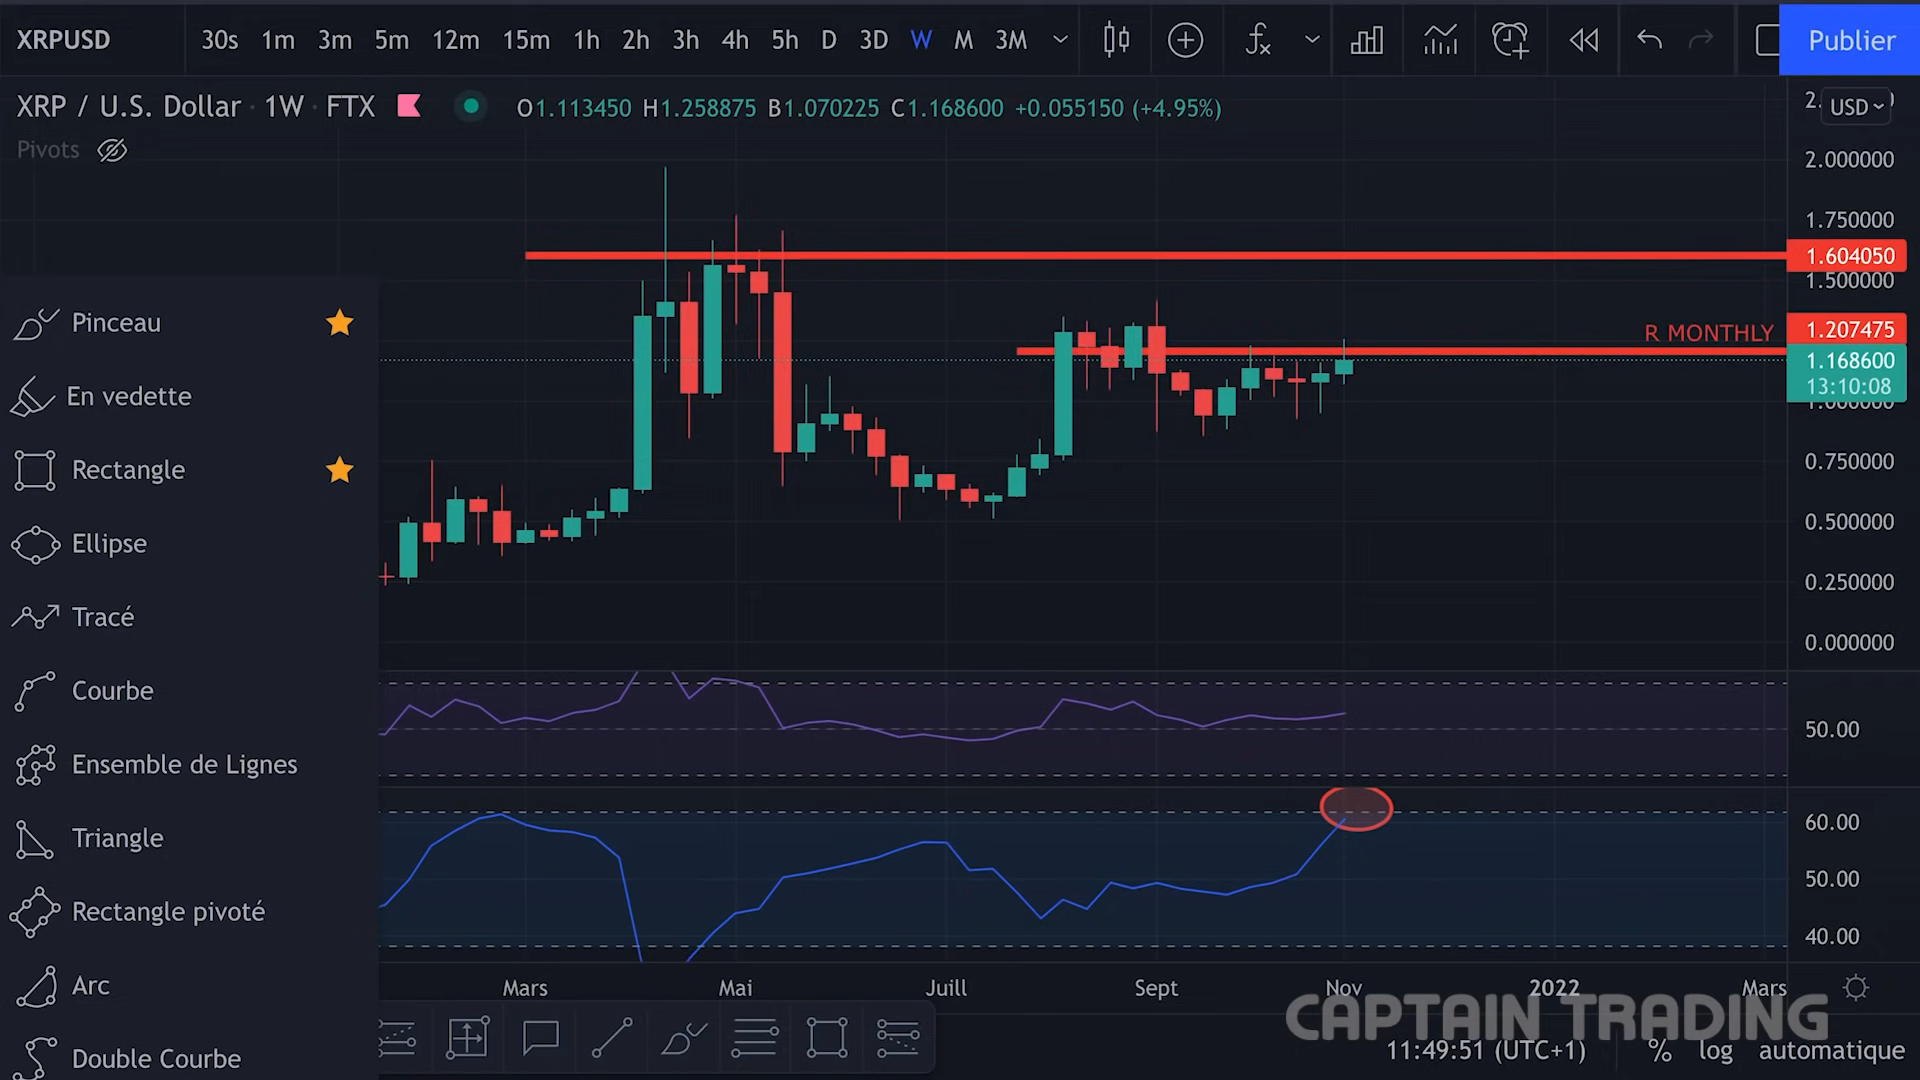 XRPUSD 30s 1m 3m 5m 12m 15m 1h 2h 3h 4h 5h D 3D W M 3M Publier
XRP / U.S. Dollar · 1W · FTX O1.113450 H1.258875 B1.070225 C1.168600 +0.055150 (+4.95%)
USD
Pivots
2.000000
1.750000
1.604050
1.500000
R MONTHLY 1.207475
1.168600
13:10:08
1.000000
0.750000
0.500000
0.250000
0.000000
50.00
60.00
50.00
40.00
Pinceau
En vedette
Rectangle
Ellipse
Tracé
Courbe
Ensemble de Lignes
Triangle
Rectangle pivoté
Arc
Double Courbe
Mars Mai Juill Sept Nov 2022 Mars
CAPTAIN TRADING
11:49:51 (UTC+1) % log automatique